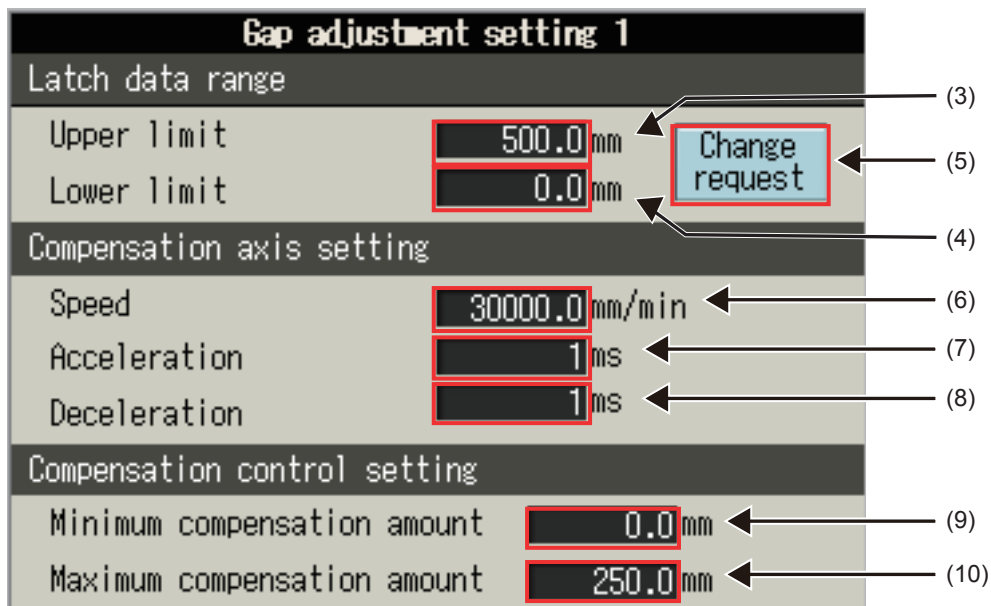 Gap adjustment setting 1
Latch data range
(3)
Upper limit 500.0 mm
Change
request
(5)
Lower limit 0.0 mm
(4)
Compensation axis setting
Speed 30000.0 mm/min (6)
Acceleration 1 ms (7)
Deceleration 1 ms (8)
Compensation control setting
Minimum compensation amount 0.0 mm (9)
Maximum compensation amount 250.0 mm (10)